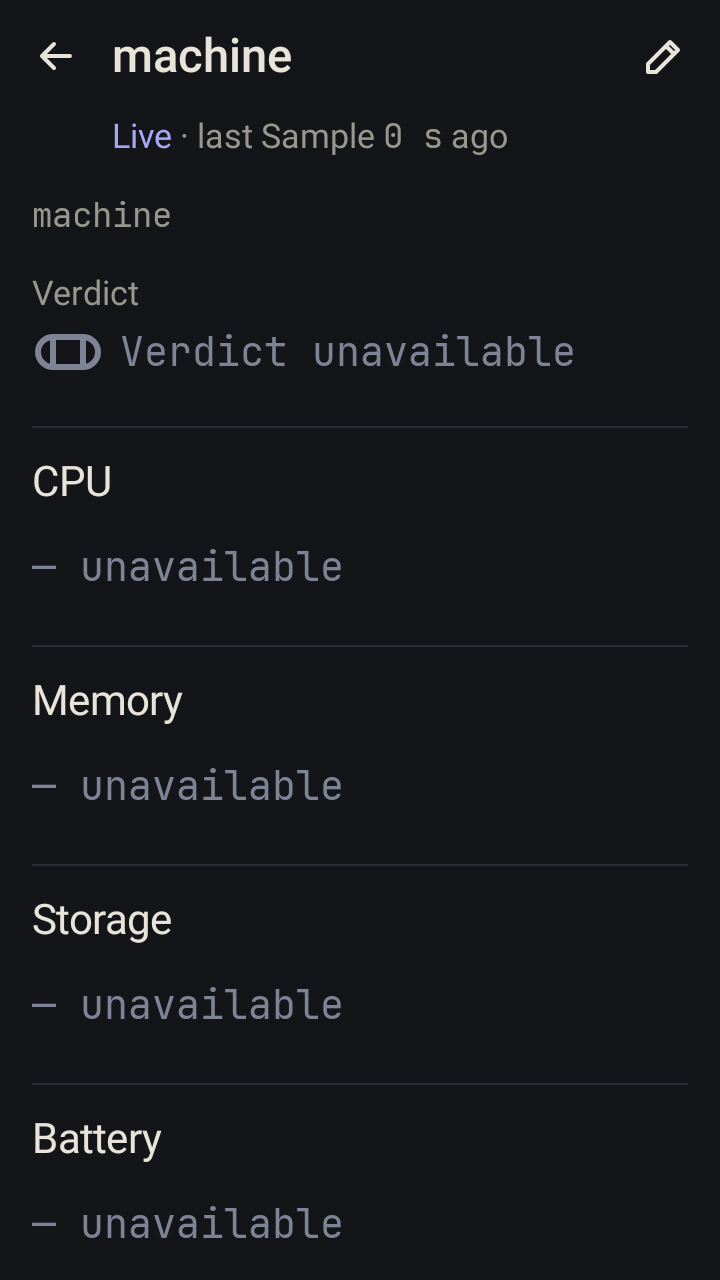 machine
Live · last Sample 0 s ago
machine
Verdict
Verdict unavailable
CPU
— unavailable
Memory
— unavailable
Storage
— unavailable
Battery
— unavailable